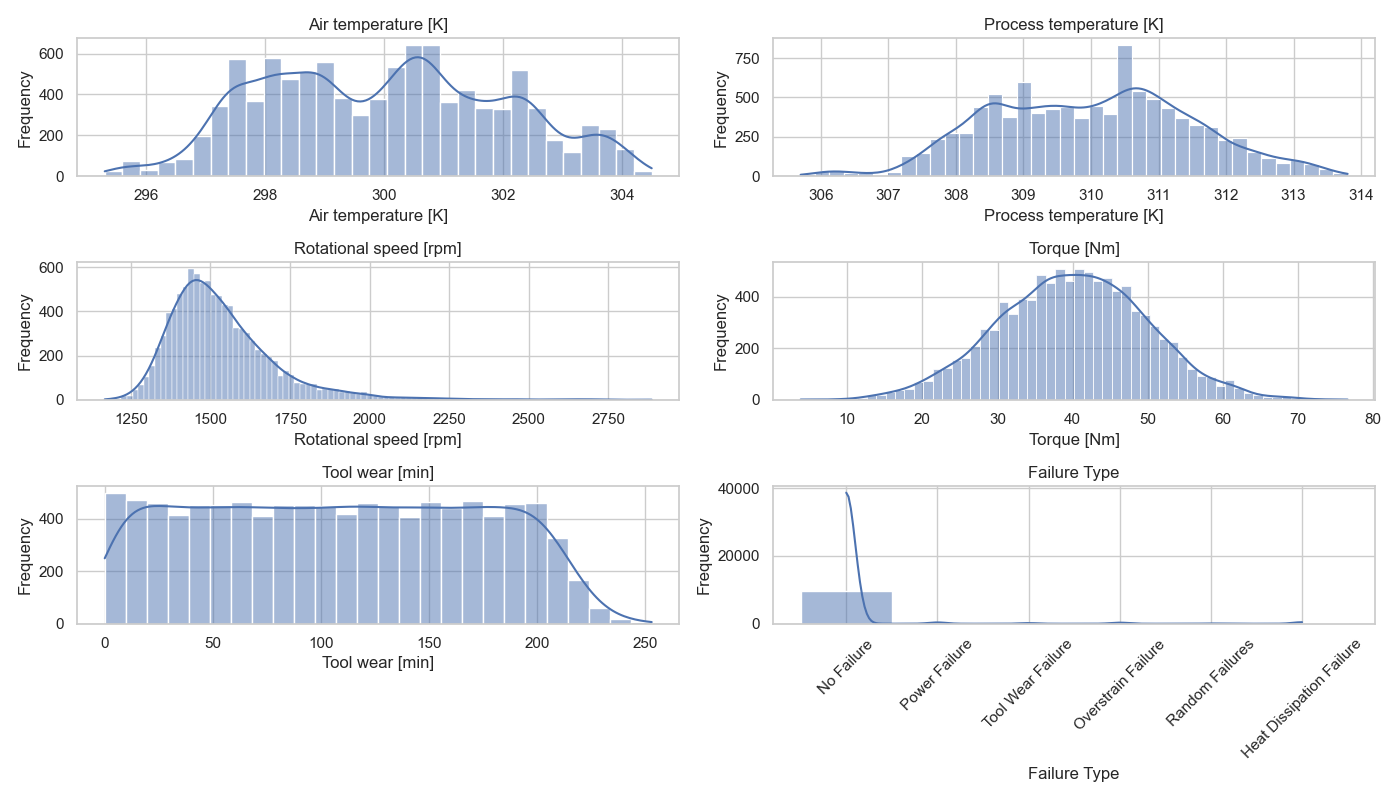 Air temperature [K]
Frequency
600
400
200
0
296
298
300
302
304
Air temperature [K]
Process temperature [K]
Frequency
750
500
250
0
306
307
308
309
310
311
312
313
314
Process temperature [K]
Rotational speed [rpm]
Frequency
600
400
200
0
1250
1500
1750
2000
2250
2500
2750
Rotational speed [rpm]
Torque [Nm]
Frequency
400
200
0
10
20
30
40
50
60
70
80
Torque [Nm]
Tool wear [min]
Frequency
400
200
0
0
50
100
150
200
250
Tool wear [min]
Failure Type
Frequency
40000
20000
0
No Failure
Power Failure
Tool Wear Failure
Overstrain Failure
Random Failures
Heat Dissipation Failure
Failure Type